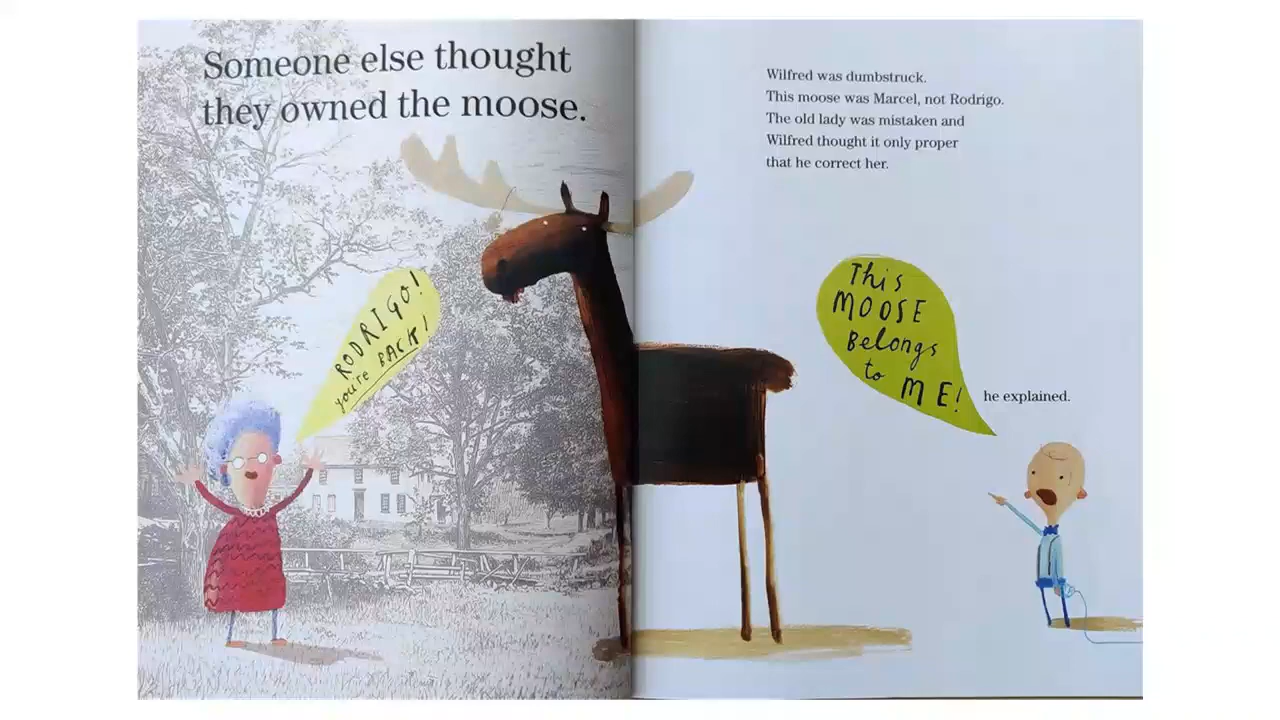 Someone else thought
they owned the moose.
RODRIGO!
you're BACK!
Wilfred was dumbstruck.
This moose was Marcel, not Rodrigo.
The old lady was mistaken and
Wilfred thought it only proper
that he correct her.
This
MOOSE
Belongs
to ME!
he explained.